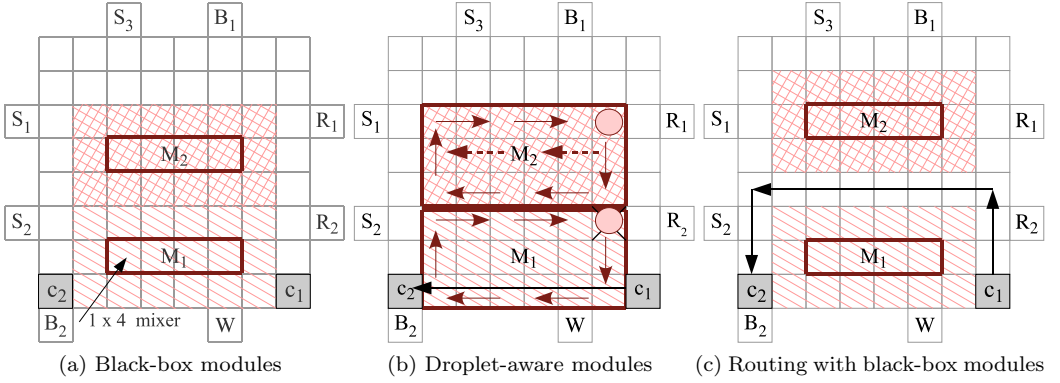 S3 B1
S1 R1
M2
S2 R2
M1
c2 c1
B2 1 x 4 mixer W
(a) Black-box modules
S3 B1
S1 R1
M2
S2 R2
M1
c2 c1
B2 W
(b) Droplet-aware modules
S3 B1
S1 R1
M2
S2 R2
M1
c2 c1
B2 W
(c) Routing with black-box modules